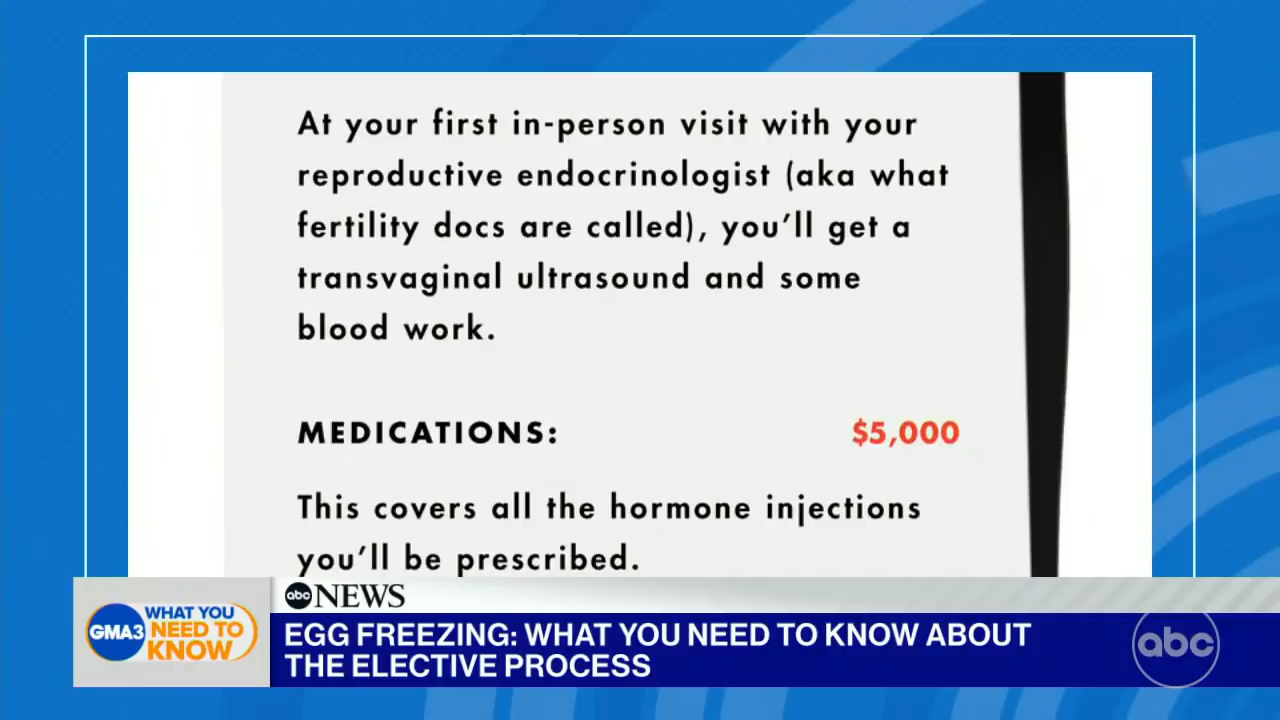 At your first in-person visit with your
reproductive endocrinologist (aka what
fertility docs are called), you’ll get a
transvaginal ultrasound and some
blood work.
MEDICATIONS: $5,000
This covers all the hormone injections
you’ll be prescribed.
abc NEWS
GMA3 WHAT YOU
NEED TO
KNOW
EGG FREEZING: WHAT YOU NEED TO KNOW ABOUT
THE ELECTIVE PROCESS
abc